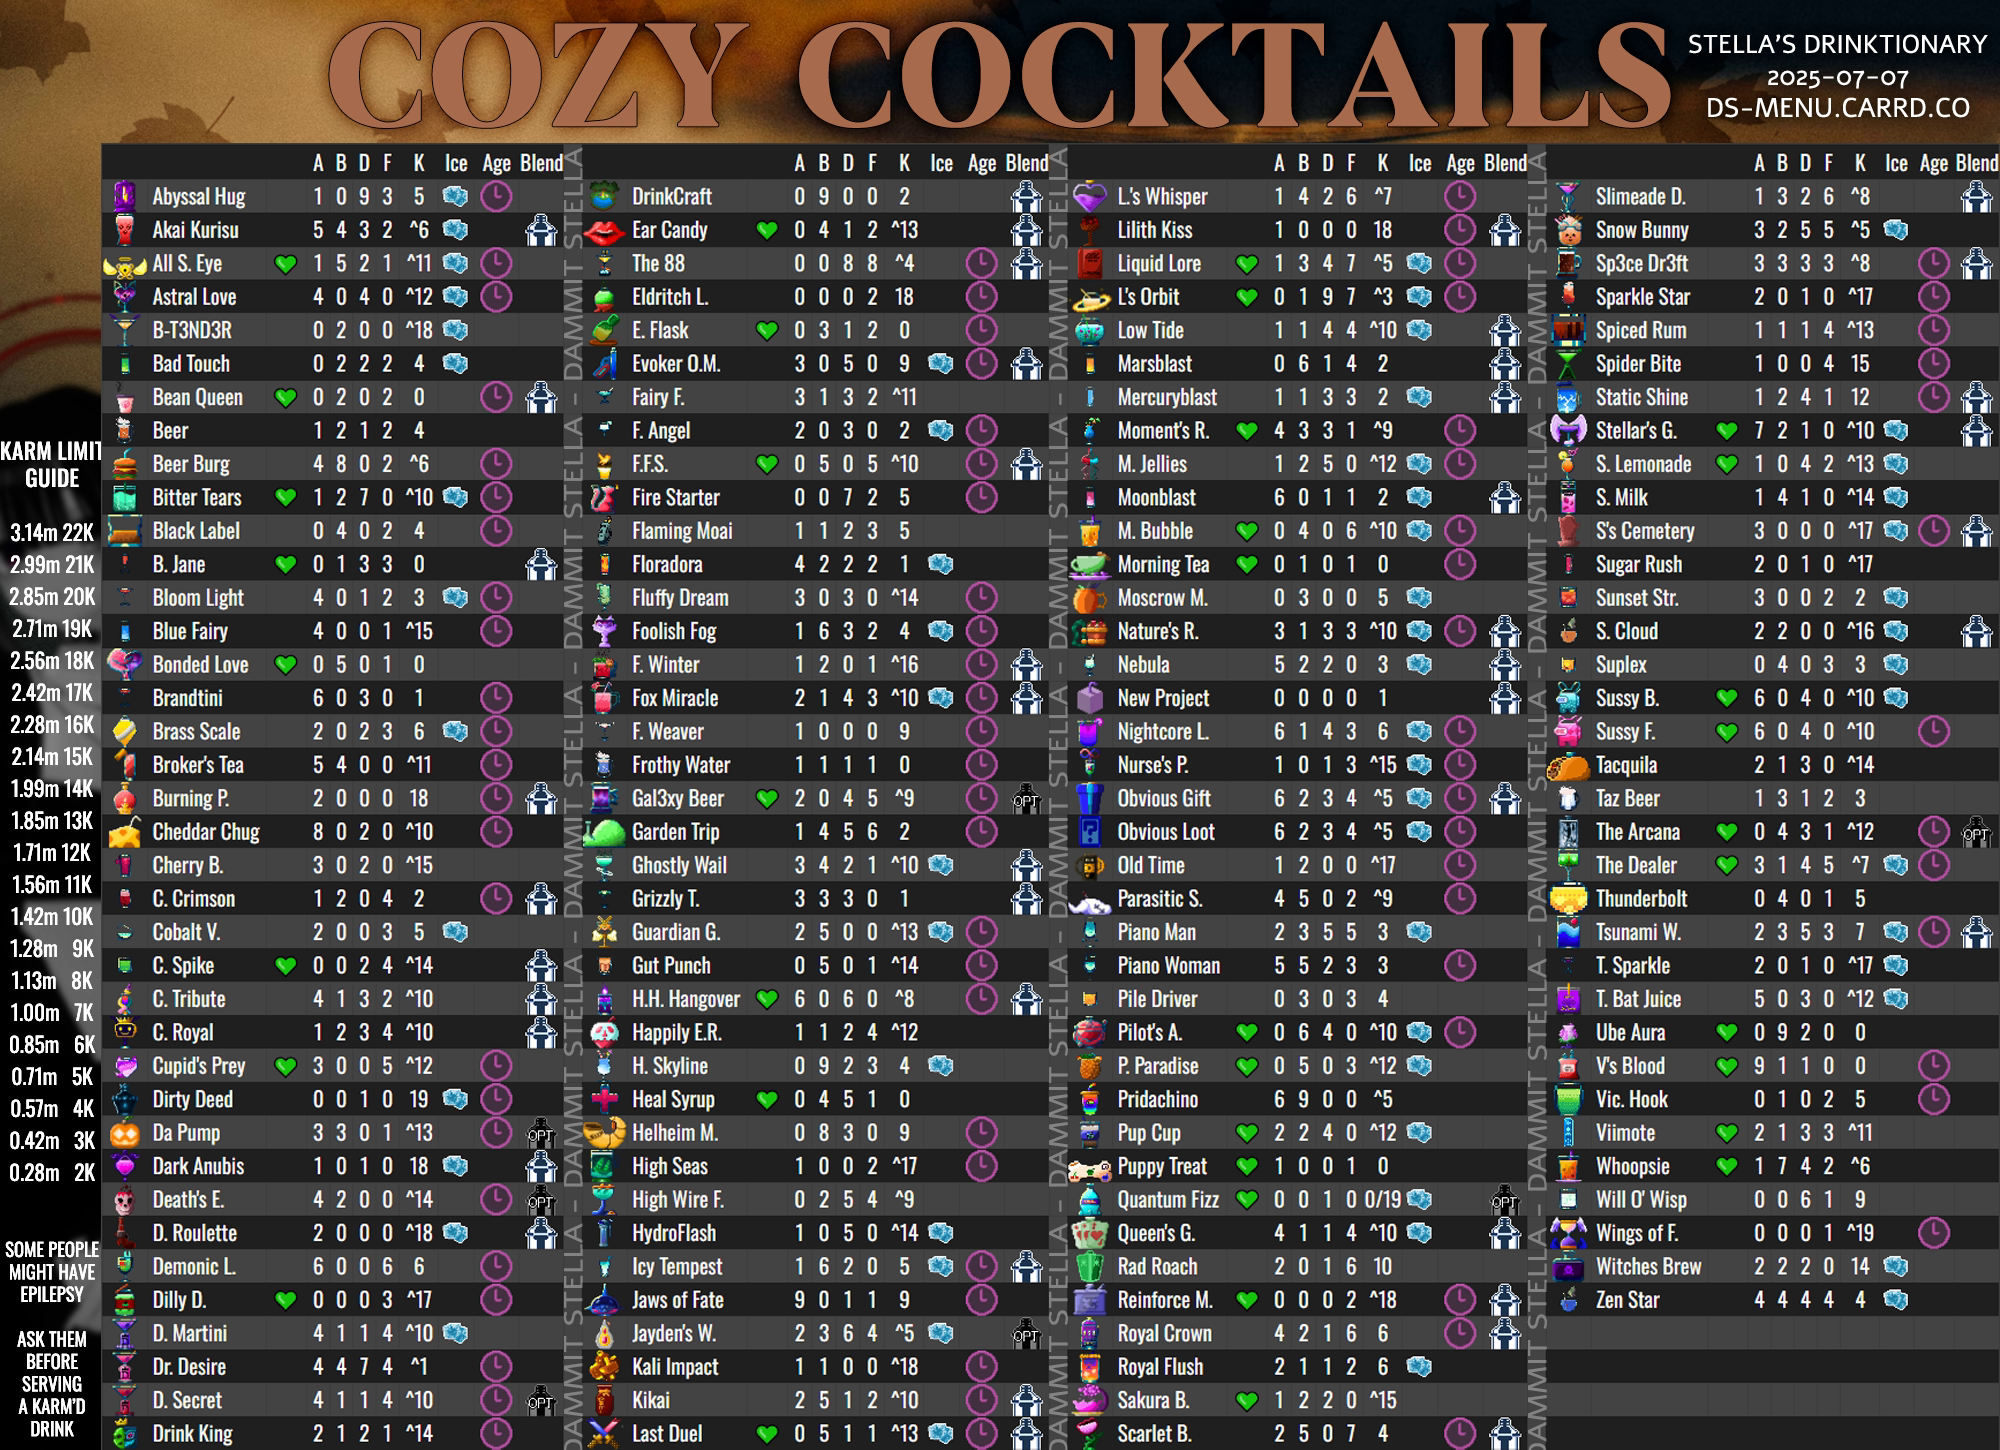 COZY COCKTAILS
STELLA'S DRINKTIONARY
2025-07-07
DS-MENU.CARRD.CO
KARM LIMIT
GUIDE
3.14m 22K
2.99m 21K
2.85m 20K
2.71m 19K
2.56m 18K
2.42m 17K
2.28m 16K
2.14m 15K
1.99m 14K
1.85m 13K
1.71m 12K
1.56m 11K
1.42m 10K
1.28m 9K
1.13m 8K
1.00m 7K
0.85m 6K
0.71m 5K
0.57m 4K
0.42m 3K
0.28m 2K
SOME PEOPLE
MIGHT HAVE
EPILEPSY
ASK THEM
BEFORE
SERVING
A KARM'D
DRINK
A B D F K Ice Age Blend
Abyssal Hug 1 0 9 3 5
Akai Kurisu 5 4 3 2 ^6
All S. Eye 1 5 2 1 ^11
Astral Love 4 0 4 0 ^12
B-T3ND3R 0 2 0 0 ^18
Bad Touch 0 2 2 2 4
Bean Queen 0 2 0 2 0
Beer 1 2 1 2 4
Beer Burg 4 8 0 2 ^6
Bitter Tears 1 2 7 0 ^10
Black Label 0 4 0 2 4
B. Jane 0 1 3 3 0
Bloom Light 4 0 1 2 3
Blue Fairy 4 0 0 1 ^15
Bonded Love 0 5 0 1 0
Brandtini 6 0 3 0 1
Brass Scale 2 0 2 3 6
Broker's Tea 5 4 0 0 ^11
Burning P. 2 0 0 0 18
Cheddar Chug 8 0 2 0 ^10
Cherry B. 3 0 2 0 ^15
C. Crimson 1 2 0 4 2
Cobalt V. 2 0 0 3 5
C. Spike 0 0 2 4 ^14
C. Tribute 4 1 3 2 ^10
C. Royal 1 2 3 4 ^10
Cupid's Prey 3 0 0 5 ^12
Dirty Deed 0 0 1 0 19
Da Pump 3 3 0 1 ^13 OPT
Dark Anubis 1 0 1 0 18
Death's E. 4 2 0 0 ^14 OPT
D. Roulette 2 0 0 0 ^18
Demonic L. 6 0 0 6 6
Dilly D. 0 0 0 3 ^17
D. Martini 4 1 1 4 ^10
Dr. Desire 4 4 7 4 ^1
D. Secret 4 1 1 4 ^10 OPT
Drink King 2 1 2 1 ^14
DAMMIT STELLA - DAMMIT STELLA - DAMMIT STELLA - DAMMIT STELLA - DAMMIT STELLA
A B D F K Ice Age Blend
DrinkCraft 0 9 0 0 2
Ear Candy 0 4 1 2 ^13
The 88 0 0 8 8 ^4
Eldritch L. 0 0 0 2 18
E. Flask 0 3 1 2 0
Evoker O.M. 3 0 5 0 9
Fairy F. 3 1 3 2 ^11
F. Angel 2 0 3 0 2
F.F.S. 0 5 0 5 ^10
Fire Starter 0 0 7 2 5
Flaming Moai 1 1 2 3 5
Floradora 4 2 2 2 1
Fluffy Dream 3 0 3 0 ^14
Foolish Fog 1 6 3 2 4
F. Winter 1 2 0 1 ^16
Fox Miracle 2 1 4 3 ^10
F. Weaver 1 0 0 0 9
Frothy Water 1 1 1 1 0
Gal3xy Beer 2 0 4 5 ^9 OPT
Garden Trip 1 4 5 6 2
Ghostly Wail 3 4 2 1 ^10
Grizzly T. 3 3 3 0 1
Guardian G. 2 5 0 0 ^13
Gut Punch 0 5 0 1 ^14
H.H. Hangover 6 0 6 0 ^8
Happily E.R. 1 1 2 4 ^12
H. Skyline 0 9 2 3 4
Heal Syrup 0 4 5 1 0
Helheim M. 0 8 3 0 9
High Seas 1 0 0 2 ^17
High Wire F. 0 2 5 4 ^9
HydroFlash 1 0 5 0 ^14
Icy Tempest 1 6 2 0 5
Jaws of Fate 9 0 1 1 9
Jayden's W. 2 3 6 4 ^5 OPT
Kali Impact 1 1 0 0 ^18
Kikai 2 5 1 2 ^10
Last Duel 0 5 1 1 ^13
DAMMIT STELLA - DAMMIT STELLA - DAMMIT STELLA - DAMMIT STELLA - DAMMIT STELLA
A B D F K Ice Age Blend
L.'s Whisper 1 4 2 6 ^7
Lilith Kiss 1 0 0 0 18
Liquid Lore 1 3 4 7 ^5
L's Orbit 0 1 9 7 ^3
Low Tide 1 1 4 4 ^10
Marsblast 0 6 1 4 2
Mercuryblast 1 1 3 3 2
Moment's R. 4 3 3 1 ^9
M. Jellies 1 2 5 0 ^12
Moonblast 6 0 1 1 2
M. Bubble 0 4 0 6 ^10
Morning Tea 0 1 0 1 0
Moscrow M. 0 3 0 0 5
Nature's R. 3 1 3 3 ^10
Nebula 5 2 2 0 3
New Project 0 0 0 0 1
Nightcore L. 6 1 4 3 6
Nurse's P. 1 0 1 3 ^15
Obvious Gift 6 2 3 4 ^5
Obvious Loot 6 2 3 4 ^5
Old Time 1 2 0 0 ^17
Parasitic S. 4 5 0 2 ^9
Piano Man 2 3 5 5 3
Piano Woman 5 5 2 3 3
Pile Driver 0 3 0 3 4
Pilot's A. 0 6 4 0 ^10
P. Paradise 0 5 0 3 ^12
Pridachino 6 9 0 0 ^5
Pup Cup 2 2 4 0 ^12
Puppy Treat 1 0 0 1 0
Quantum Fizz 0 0 1 0 0/19 OPT
Queen's G. 4 1 1 4 ^10
Rad Roach 2 0 1 6 10
Reinforce M. 0 0 0 2 ^18
Royal Crown 4 2 1 6 6
Royal Flush 2 1 1 2 6
Sakura B. 1 2 2 0 ^15
Scarlet B. 2 5 0 7 4
DAMMIT STELLA - DAMMIT STELLA - DAMMIT STELLA - DAMMIT STELLA - DAMMIT STELLA
A B D F K Ice Age Blend
Slimeade D. 1 3 2 6 ^8
Snow Bunny 3 2 5 5 ^5
Sp3ce Dr3ft 3 3 3 3 ^8
Sparkle Star 2 0 1 0 ^17
Spiced Rum 1 1 1 4 ^13
Spider Bite 1 0 0 4 15
Static Shine 1 2 4 1 12
Stellar's G. 7 2 1 0 ^10
S. Lemonade 1 0 4 2 ^13
S. Milk 1 4 1 0 ^14
S's Cemetery 3 0 0 0 ^17
Sugar Rush 2 0 1 0 ^17
Sunset Str. 3 0 0 2 2
S. Cloud 2 2 0 0 ^16
Suplex 0 4 0 3 3
Sussy B. 6 0 4 0 ^10
Sussy F. 6 0 4 0 ^10
Tacquila 2 1 3 0 ^14
Taz Beer 1 3 1 2 3
The Arcana 0 4 3 1 ^12 OPT
The Dealer 3 1 4 5 ^7
Thunderbolt 0 4 0 1 5
Tsunami W. 2 3 5 3 7
T. Sparkle 2 0 1 0 ^17
T. Bat Juice 5 0 3 0 ^12
Ube Aura 0 9 2 0 0
V's Blood 9 1 1 0 0
Vic. Hook 0 1 0 2 5
Viimote 2 1 3 3 ^11
Whoopsie 1 7 4 2 ^6
Will O' Wisp 0 0 6 1 9
Wings of F. 0 0 0 1 ^19
Witches Brew 2 2 2 0 14
Zen Star 4 4 4 4 4